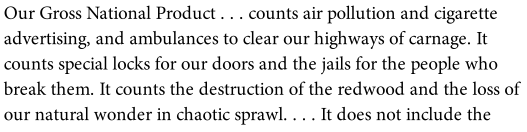 Our Gross National Product . . . counts air pollution and cigarette
advertising, and ambulances to clear our highways of carnage. It
counts special locks for our doors and the jails for the people who
break them. It counts the destruction of the redwood and the loss of
our natural wonder in chaotic sprawl. . . . It does not include the